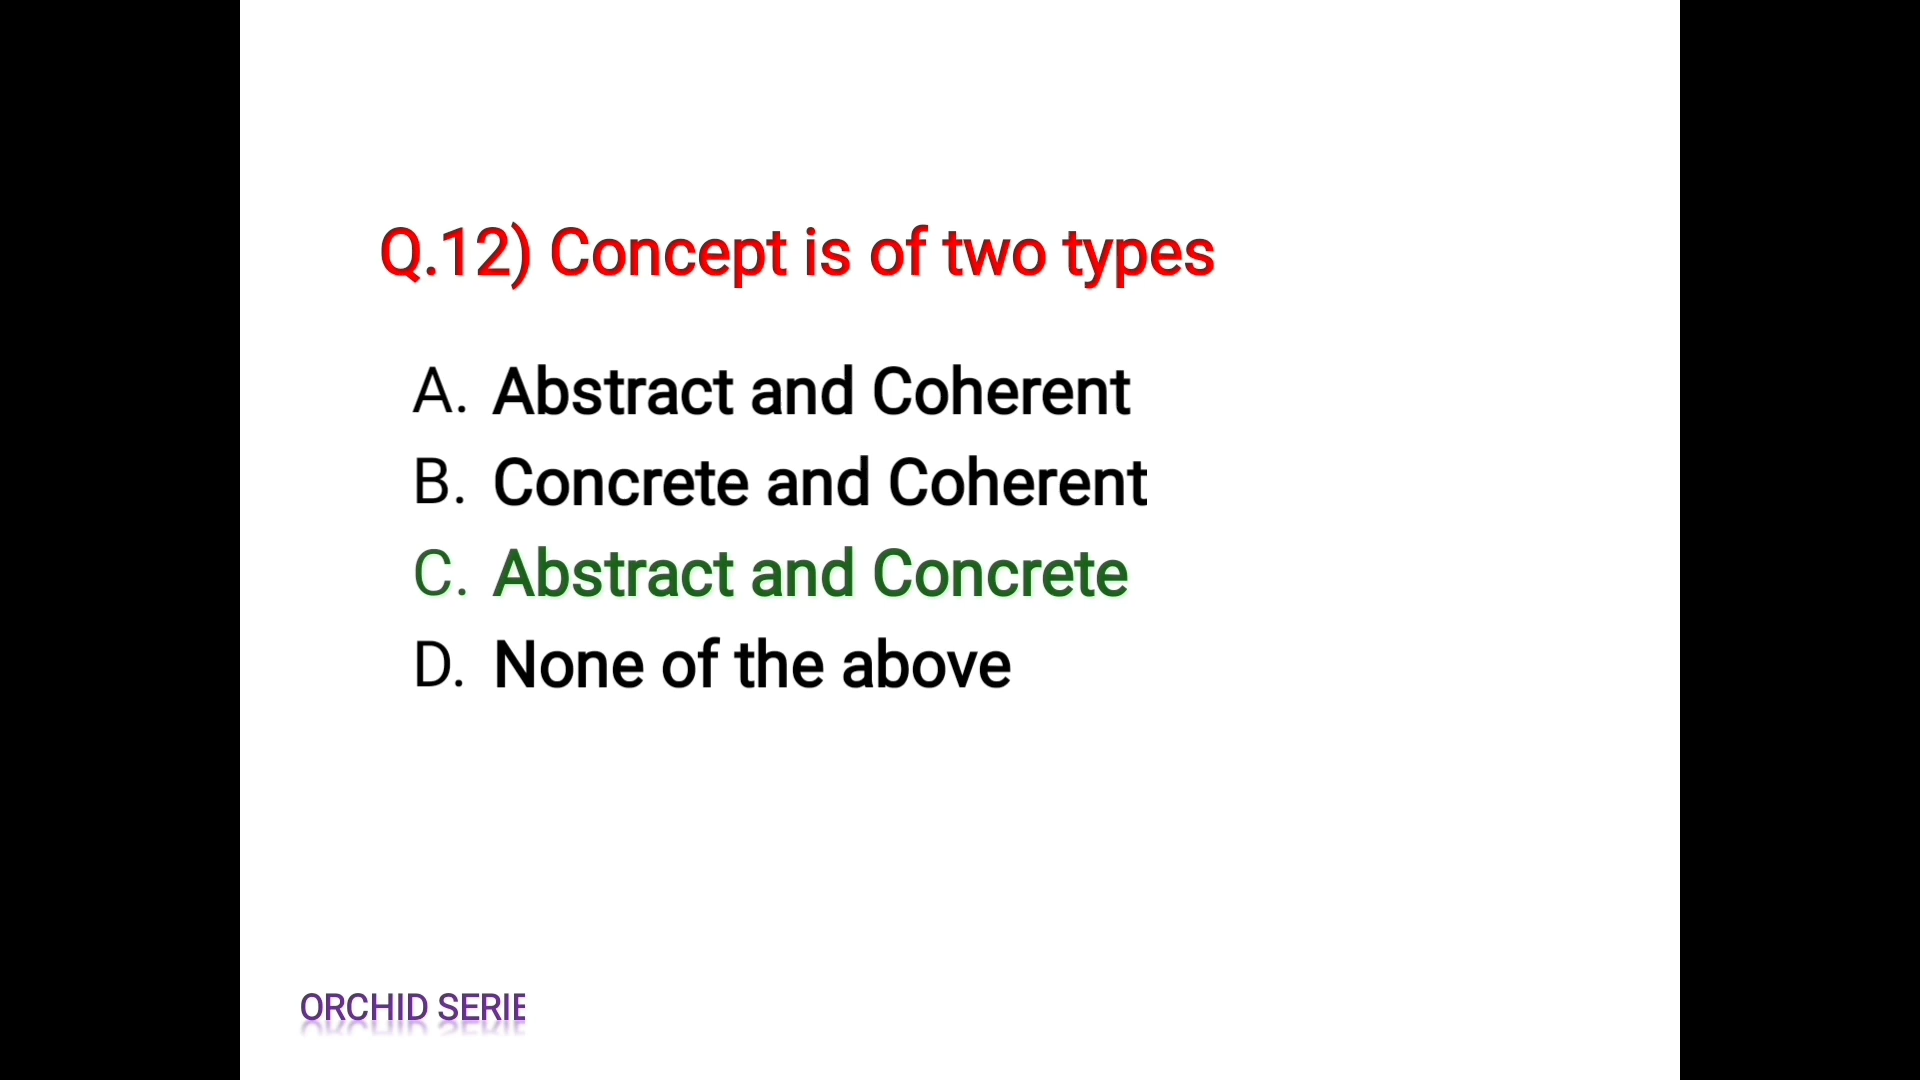 Q.12) Concept is of two types
A. Abstract and Coherent
B. Concrete and Coherent
C. Abstract and Concrete
D. None of the above
ORCHID SERIE